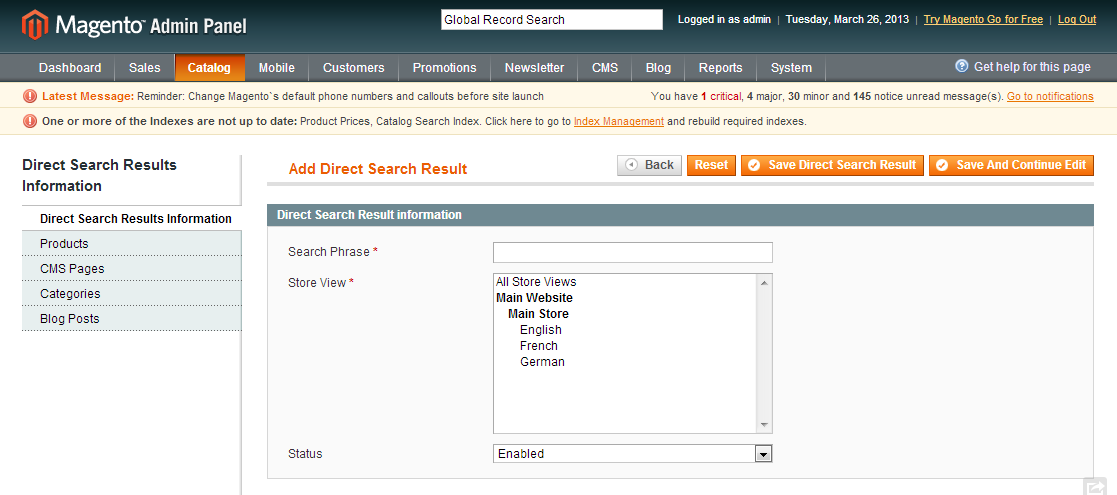 Magento™ Admin Panel
Global Record Search
Logged in as admin | Tuesday, March 26, 2013 | Try Magento Go for Free | Log Out
Dashboard Sales Catalog Mobile Customers Promotions Newsletter CMS Blog Reports System Get help for this page
Latest Message: Reminder: Change Magento`s default phone numbers and callouts before site launch
You have 1 critical, 4 major, 30 minor and 145 notice unread message(s). Go to notifications
One or more of the Indexes are not up to date: Product Prices, Catalog Search Index. Click here to go to Index Management and rebuild required indexes.
Direct Search Results
Information
Direct Search Results Information
Products
CMS Pages
Categories
Blog Posts
Add Direct Search Result
Back Reset Save Direct Search Result Save And Continue Edit
Direct Search Result information
Search Phrase *
Store View *
All Store Views
Main Website
Main Store
English
French
German
Status
Enabled